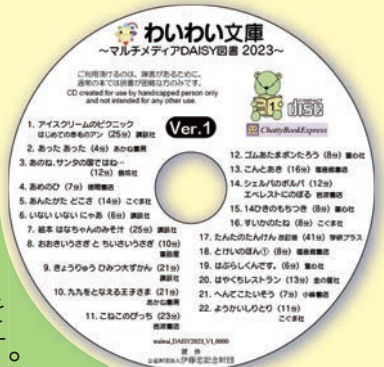 わいわい文庫
～マルチメディアDAISY図書 2023～
ご利用頂けるのは、障害があるために、
通常の本では読書が困難な方のみです。
CD created for use by handicapped person only
and not intended for any other use.
Ver.1
disc
ChattyBookExpress
1. アイスクリームのピクニック
はじめての赤毛のアン (25分) 講談社
2. あった あった (4分) あかね書房
3. あのね、サンタの国ではね…
(12分) 偕成社
4. あめのひ (7分) 徳間書店
5. あんたがた どこさ (14分) こぐま社
6. いない いない にゃあ (6分) 講談社
7. 絵本 はなちゃんのみそ汁 (25分) 講談社
8. おおきいうさぎ と ちいさいうさぎ (10分)
童話屋
9. きょうりゅう ひみつ大ずかん (21分)
講談社
10. 九九をとなえる王子さま (21分)
あかね書房
11. こねこのぴっち (23分)
岩波書店
12. ゴムあたまポンたろう (8分) 童心社
13. こんとあき (16分) 福音館書店
14. シェルパのポルパ (12分)
エベレストにのぼる 岩波書店
15. 14ひきのもちつき (8分) 童心社
16. すいかのたね (9分) こぐま社
17. たんたのたんけん 改訂版 (41分) 学研プラス
18. とけいのほん① (8分) 福音館書店
19. はぶらしくんです。 (6分) 童心社
20. はやくちレストラン (13分) 金の星社
21. へんてこたいそう (7分) 小峰書店
22. ようかいしりとり (11分)
こぐま社
waiwai_DAISY2023_V1_0000
製作
公益財団法人伊藤忠記念財団
を
。